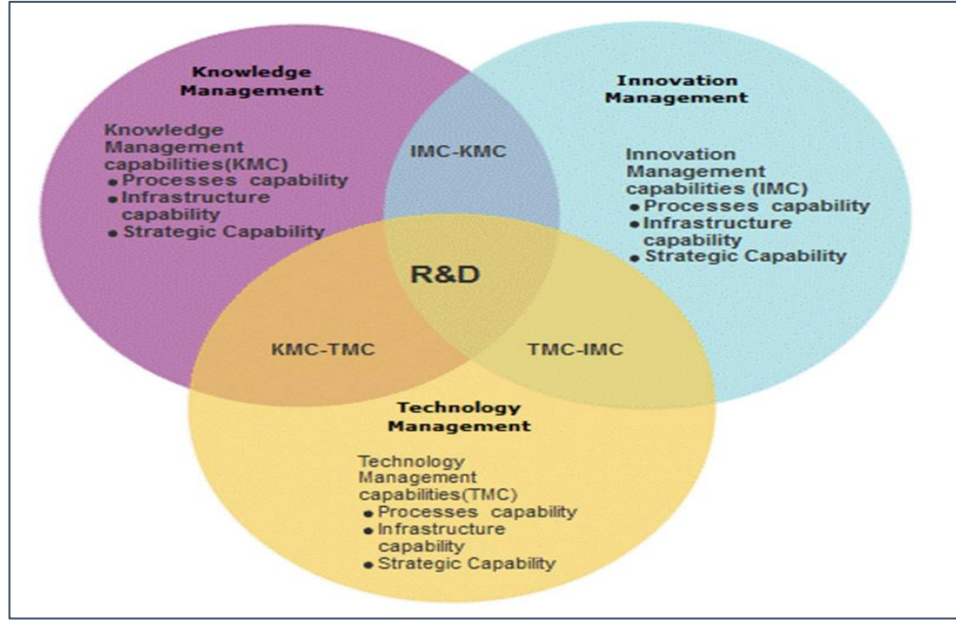 Knowledge
Management
Knowledge
Management
capabilities(KMC)
• Processes capability
• Infrastructure
capability
• Strategic Capability
IMC-KMC
Innovation
Management
Innovation
Management
capabilities (IMC)
• Processes capability
• Infrastructure
capability
• Strategic Capability
R&D
KMC-TMC
TMC-IMC
Technology
Management
Technology
Management
capabilities(TMC)
• Processes capability
• Infrastructure
capability
• Strategic Capability